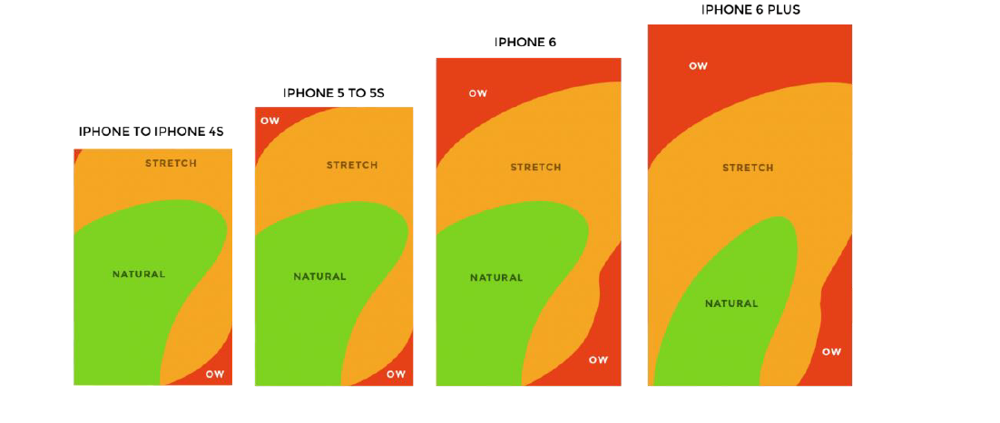 IPHONE TO IPHONE 4S
STRETCH
NATURAL
OW
IPHONE 5 TO 5S
OW
STRETCH
NATURAL
OW
IPHONE 6
OW
STRETCH
NATURAL
OW
IPHONE 6 PLUS
OW
STRETCH
NATURAL
OW